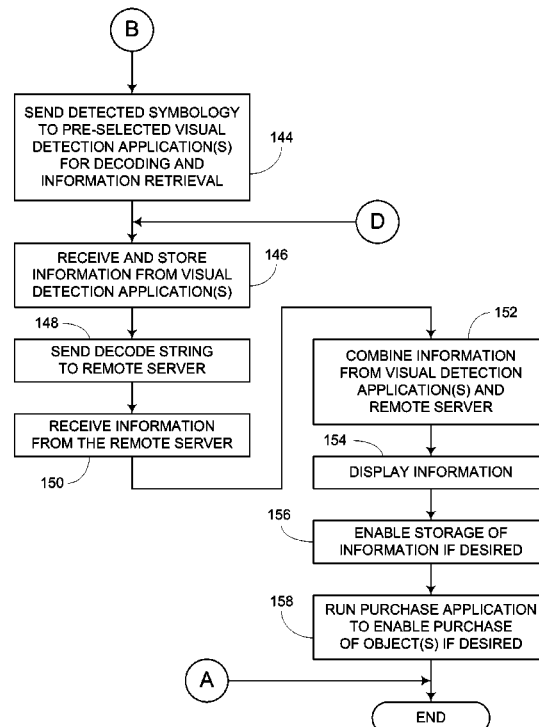 B
SEND DETECTED SYMBOLOGY
TO PRE-SELECTED VISUAL
DETECTION APPLICATION(S)
FOR DECODING AND
INFORMATION RETRIEVAL
144
D
RECEIVE AND STORE
INFORMATION FROM VISUAL
DETECTION APPLICATION(S)
146
148
SEND DECODE STRING
TO REMOTE SERVER
RECEIVE INFORMATION
FROM THE REMOTE SERVER
150
152
COMBINE INFORMATION
FROM VISUAL DETECTION
APPLICATION(S) AND
REMOTE SERVER
154
DISPLAY INFORMATION
156
ENABLE STORAGE OF
INFORMATION IF DESIRED
158
RUN PURCHASE APPLICATION
TO ENABLE PURCHASE
OF OBJECT(S) IF DESIRED
A
END